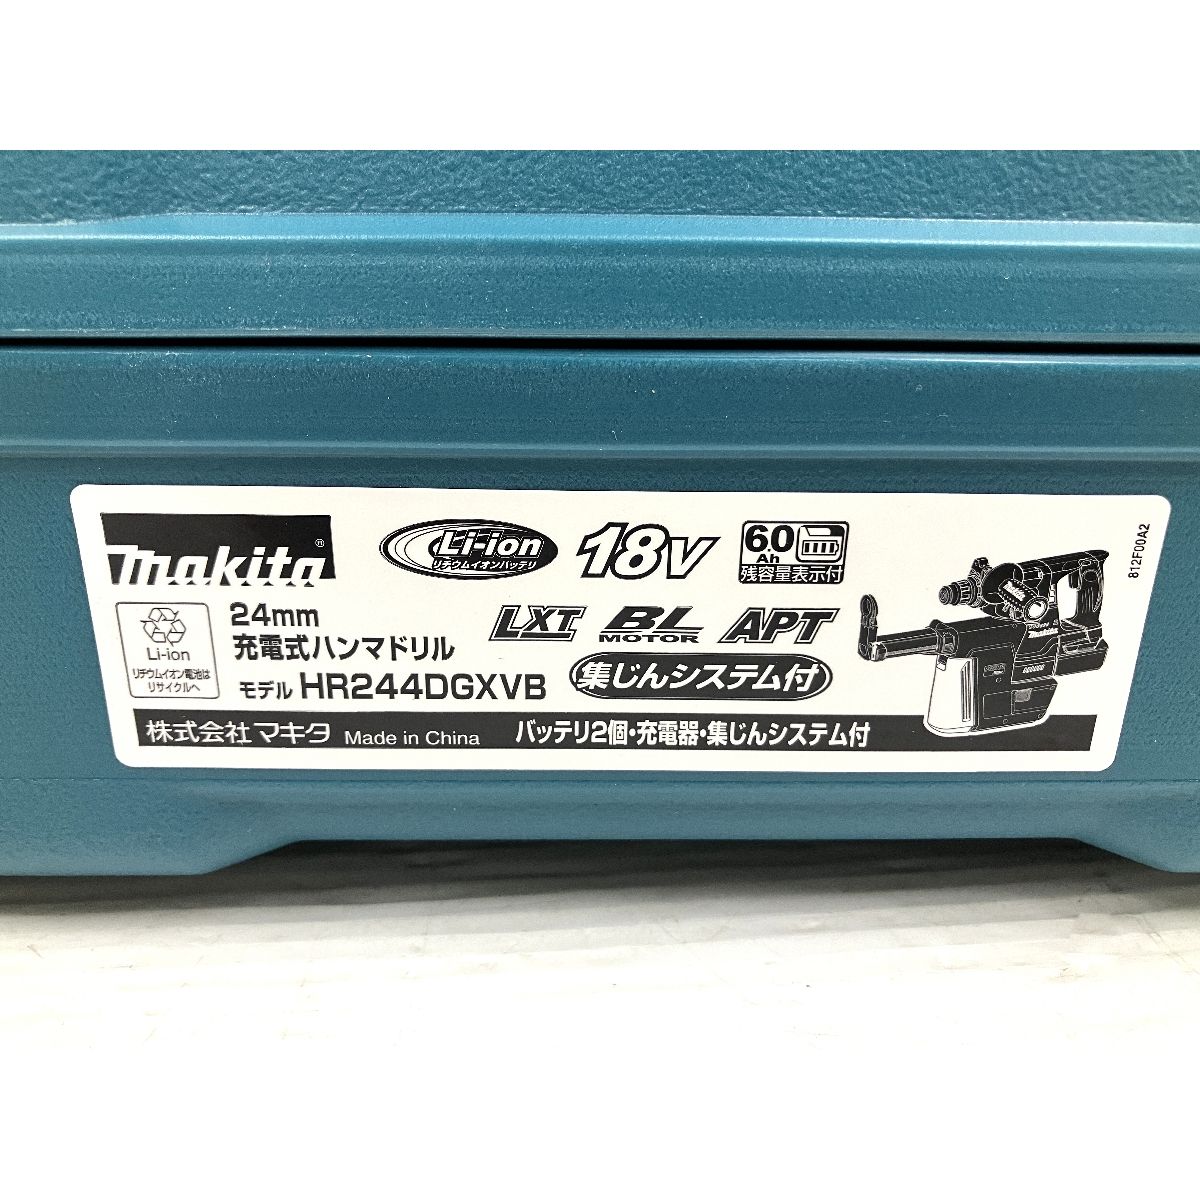 makita®
Li-ion
リチウムイオンバッテリ
18V
6.0
Ah
残容量表示付
812F00A2
Li-ion
リチウムイオン電池は
リサイクルへ
24mm
充電式ハンマドリル
モデル HR244DGXVB
LXT
BL
MOTOR
APT
集じんシステム付
株式会社 マキタ Made in China
バッテリ2個・充電器・集じんシステム付